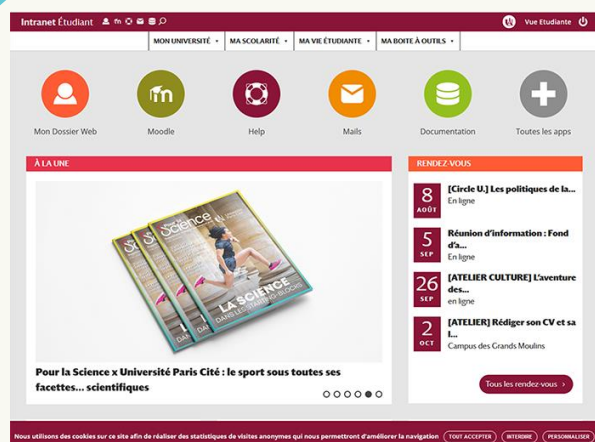 Intranet Étudiant
Vue Etudiante
MON UNIVERSITÉ
MA SCOLARITÉ
MA VIE ÉTUDIANTE
MA BOITE À OUTILS
Mon Dossier Web
Moodle
Help
Mails
Documentation
Toutes les apps
À LA UNE
Science
LA SCIENCE
DANS LES STARTING-BLOCKS
Pour la Science x Université Paris Cité : le sport sous toutes ses
facettes... scientifiques
RENDEZ-VOUS
8
AOÛT
[Circle U.] Les politiques de la...
En ligne
5
SEP
Réunion d'information : Fond
d'a...
En ligne
26
SEP
[ATELIER CULTURE] L'aventure
des...
en ligne
2
OCT
[ATELIER] Rédiger son CV et sa
l...
Campus des Grands Moulins
Tous les rendez-vous >
Nous utilisons des cookies sur ce site afin de réaliser des statistiques de visites anonymes qui nous permettront d'améliorer la navigation
TOUT ACCEPTER
INTERDIRE
PERSONNALISER